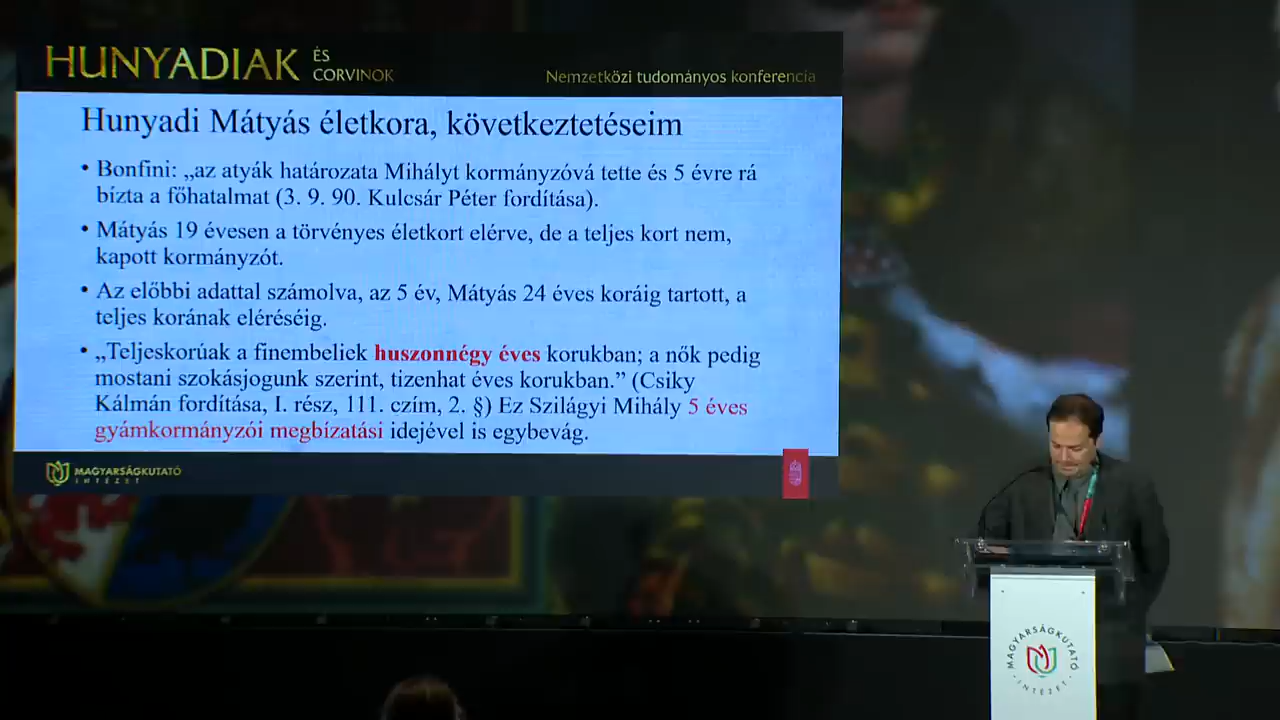 HUNYADIAK ÉS CORVINOK
Nemzetközi tudományos konferencia
Hunyadi Mátyás életkora, következtetéseim
• Bonfini: „az atyák határozata Mihályt kormányzóvá tette és 5 évre rá
bízta a főhatalmat (3. 9. 90. Kulcsár Péter fordítása).
• Mátyás 19 évesen a törvényes életkort elérve, de a teljes kort nem,
kapott kormányzót.
• Az előbbi adattal számolva, az 5 év, Mátyás 24 éves koráig tartott, a
teljes korának eléréséig.
• „Teljeskorúak a finembeliek huszonnégy éves korukban; a nők pedig
mostani szokásjogunk szerint, tizenhat éves korukban.” (Csiky
Kálmán fordítása, I. rész, 111. czím, 2. §) Ez Szilágyi Mihály 5 éves
gyámkormányzói megbízatási idejével is egybevág.
MAGYARSÁGKUTATÓ
INTÉZET
MAGYARSÁGKUTATÓ
INTÉZET